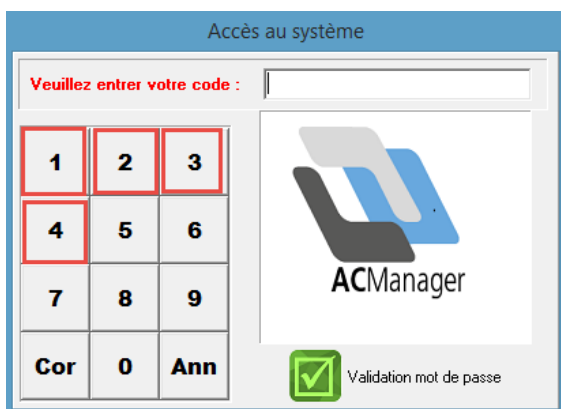 Accès au système
Veuillez entrer votre code :
1 2 3
4 5 6
7 8 9
Cor 0 Ann
ACManager
Validation mot de passe